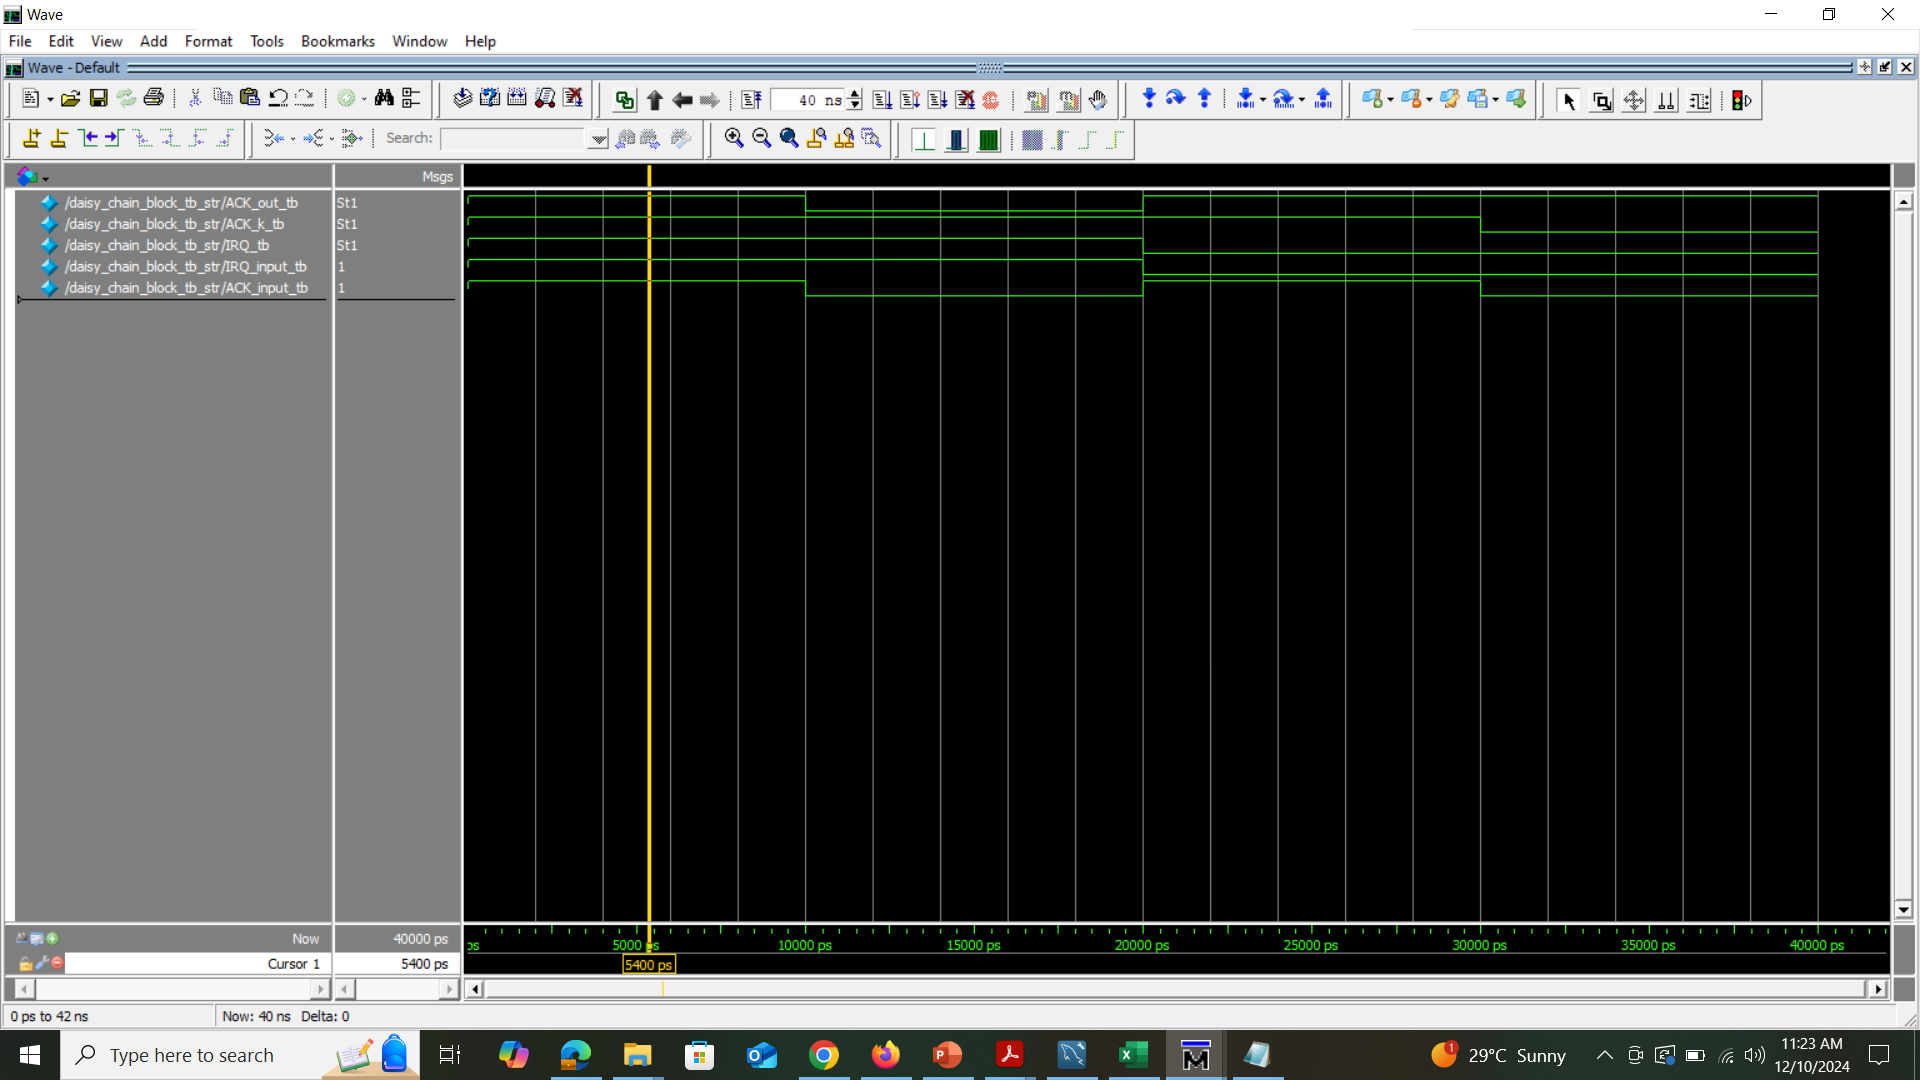 Wave
File Edit View Add Format Tools Bookmarks Window Help
Wave - Default
40 ns
Search:
Msgs
/daisy_chain_block_tb_str/ACK_out_tb St1
/daisy_chain_block_tb_str/ACK_k_tb St1
/daisy_chain_block_tb_str/IRQ_tb St1
/daisy_chain_block_tb_str/IRQ_input_tb 1
/daisy_chain_block_tb_str/ACK_input_tb 1
Now 40000 ps
ps 5000 ps 10000 ps 15000 ps 20000 ps 25000 ps 30000 ps 35000 ps 40000 ps
Cursor 1 5400 ps
5400 ps
0 ps to 42 ns Now: 40 ns Delta: 0
Type here to search
1
29°C Sunny
11:23 AM
12/10/2024